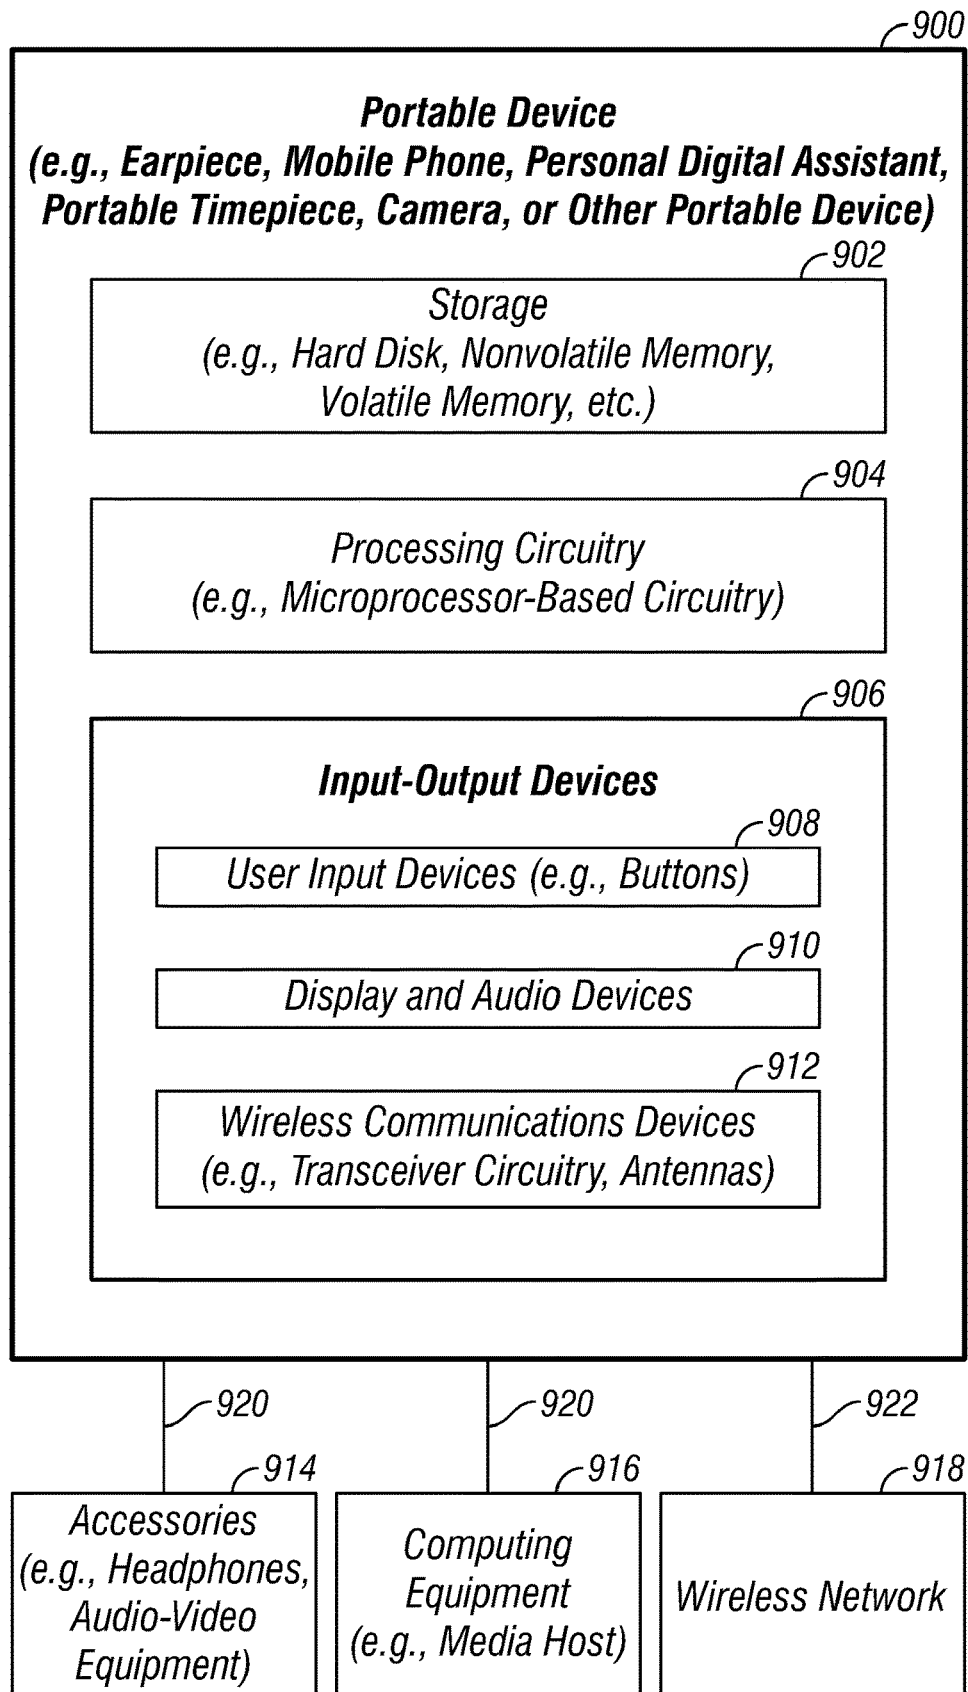 900
Portable Device
(e.g., Earpiece, Mobile Phone, Personal Digital Assistant,
Portable Timepiece, Camera, or Other Portable Device)
902
Storage
(e.g., Hard Disk, Nonvolatile Memory,
Volatile Memory, etc.)
904
Processing Circuitry
(e.g., Microprocessor-Based Circuitry)
906
Input-Output Devices
908
User Input Devices (e.g., Buttons)
910
Display and Audio Devices
912
Wireless Communications Devices
(e.g., Transceiver Circuitry, Antennas)
920
920
922
914
Accessories
(e.g., Headphones,
Audio-Video
Equipment)
916
Computing
Equipment
(e.g., Media Host)
918
Wireless Network